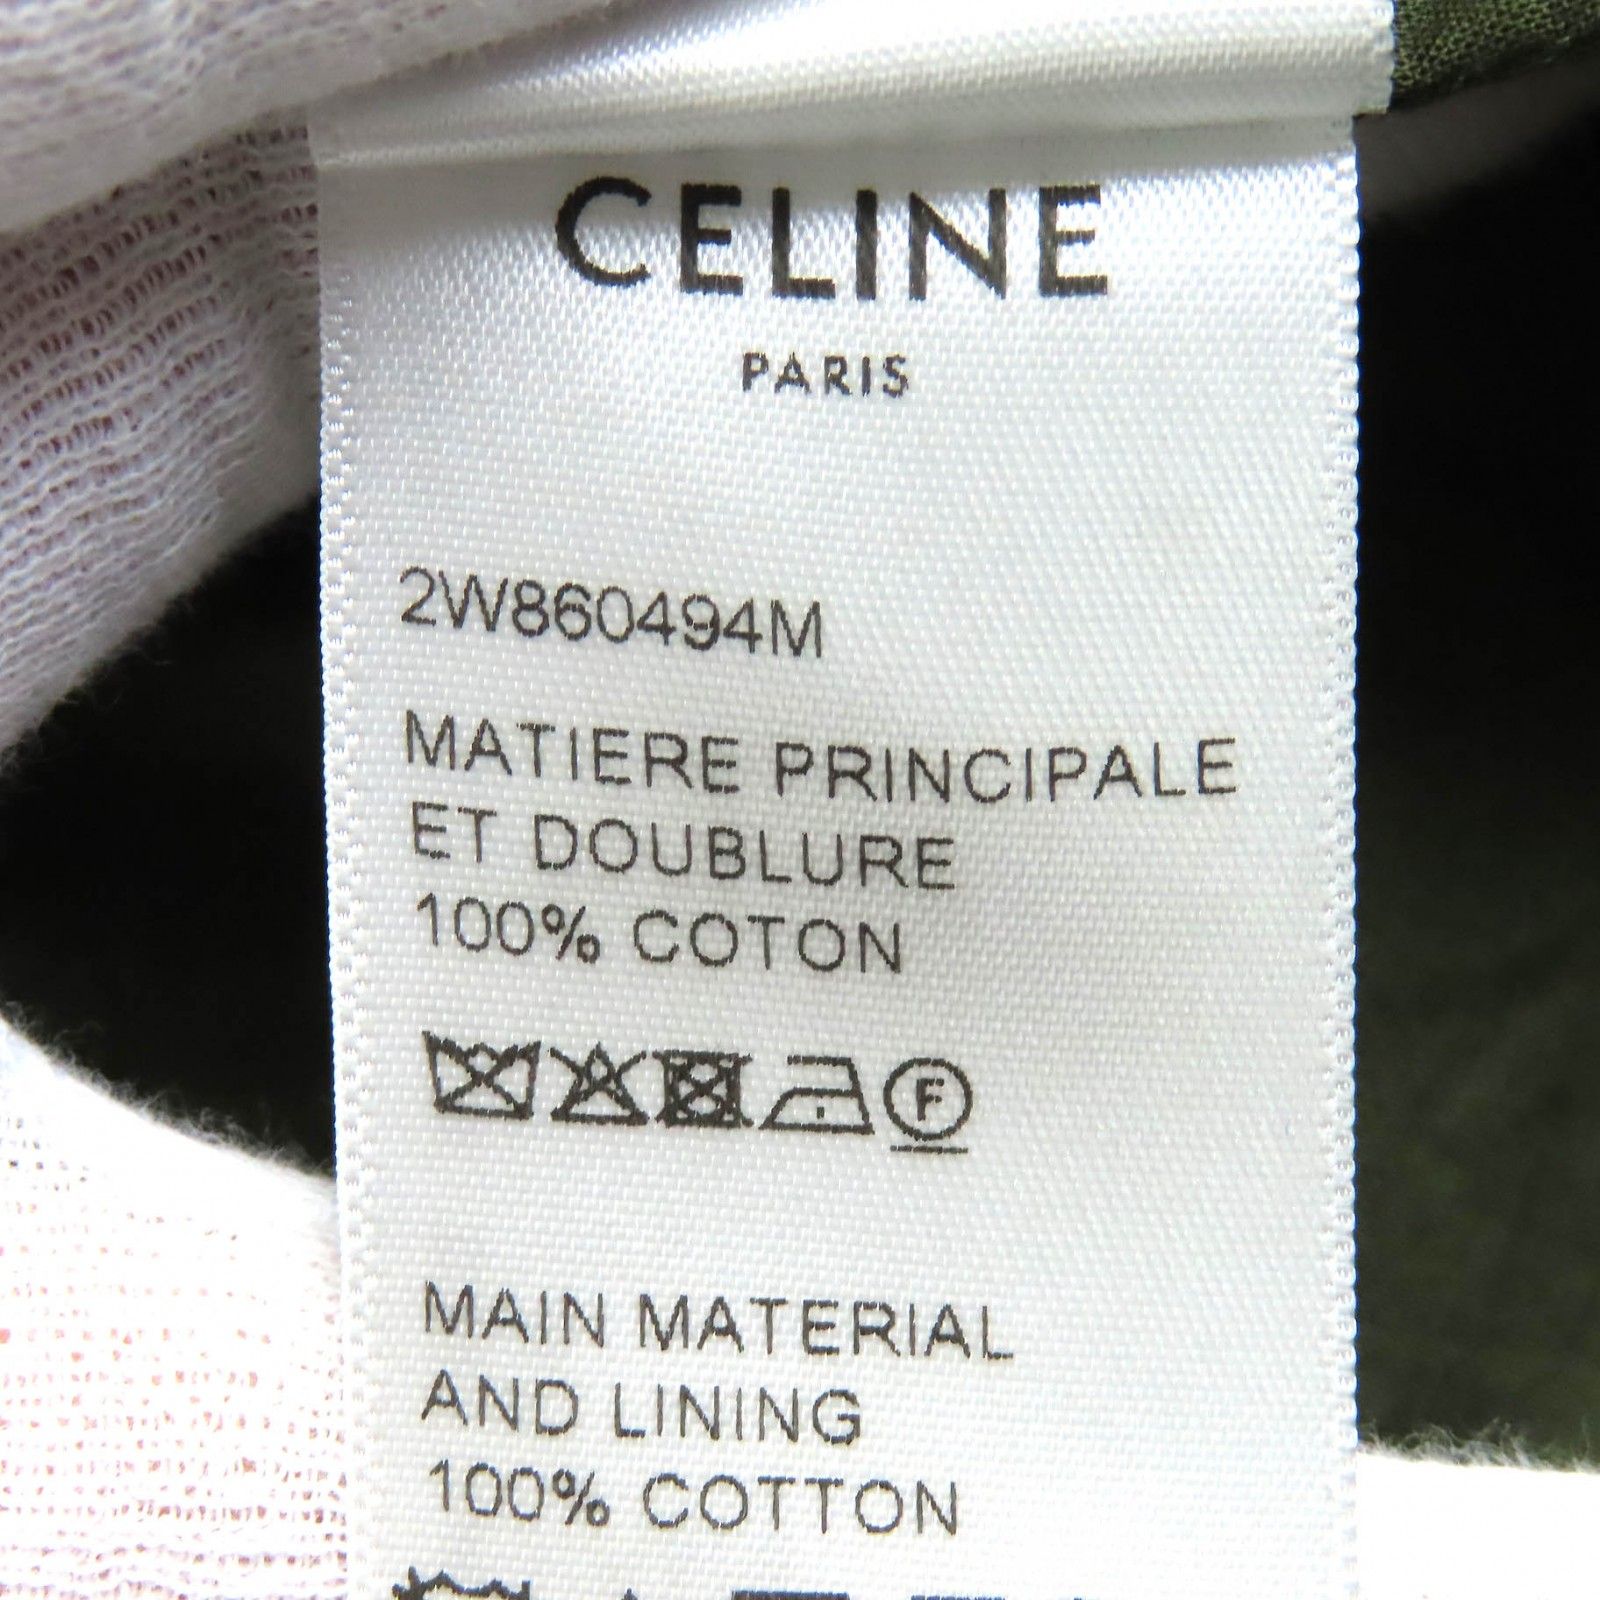 CELINE
PARIS
2W860494M
MATIERE PRINCIPALE
ET DOUBLURE
100% COTON
F
MAIN MATERIAL
AND LINING
100% COTTON